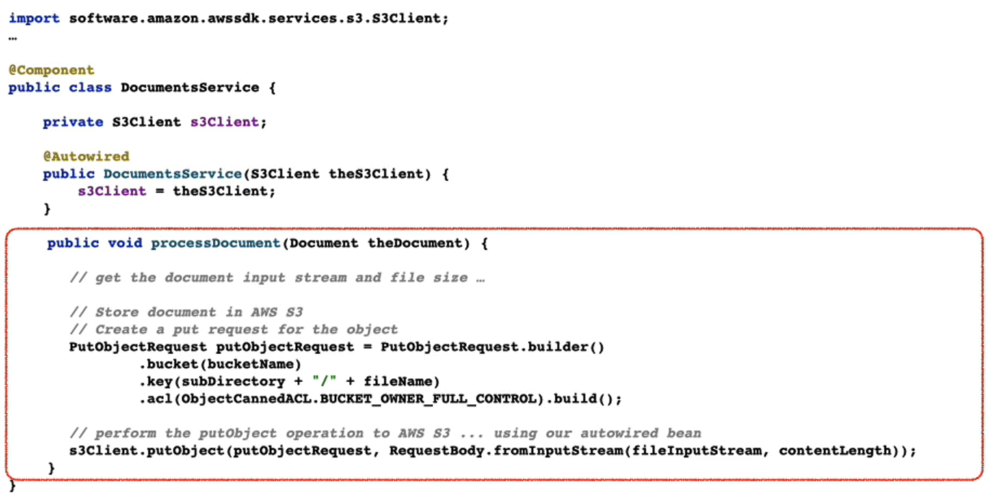 import software.amazon.awssdk.services.s3.S3Client;
…
@Component
public class DocumentsService {
private S3Client s3Client;
@Autowired
public DocumentsService(S3Client theS3Client) {
s3Client = theS3Client;
}
public void processDocument(Document theDocument) {
// get the document input stream and file size …
// Store document in AWS S3
// Create a put request for the object
PutObjectRequest putObjectRequest = PutObjectRequest.builder()
.bucket(bucketName)
.key(subDirectory + "/" + fileName)
.acl(ObjectCannedACL.BUCKET_OWNER_FULL_CONTROL).build();
// perform the putObject operation to AWS S3 ... using our autowired bean
s3Client.putObject(putObjectRequest, RequestBody.fromInputStream(fileInputStream, contentLength));
}
}